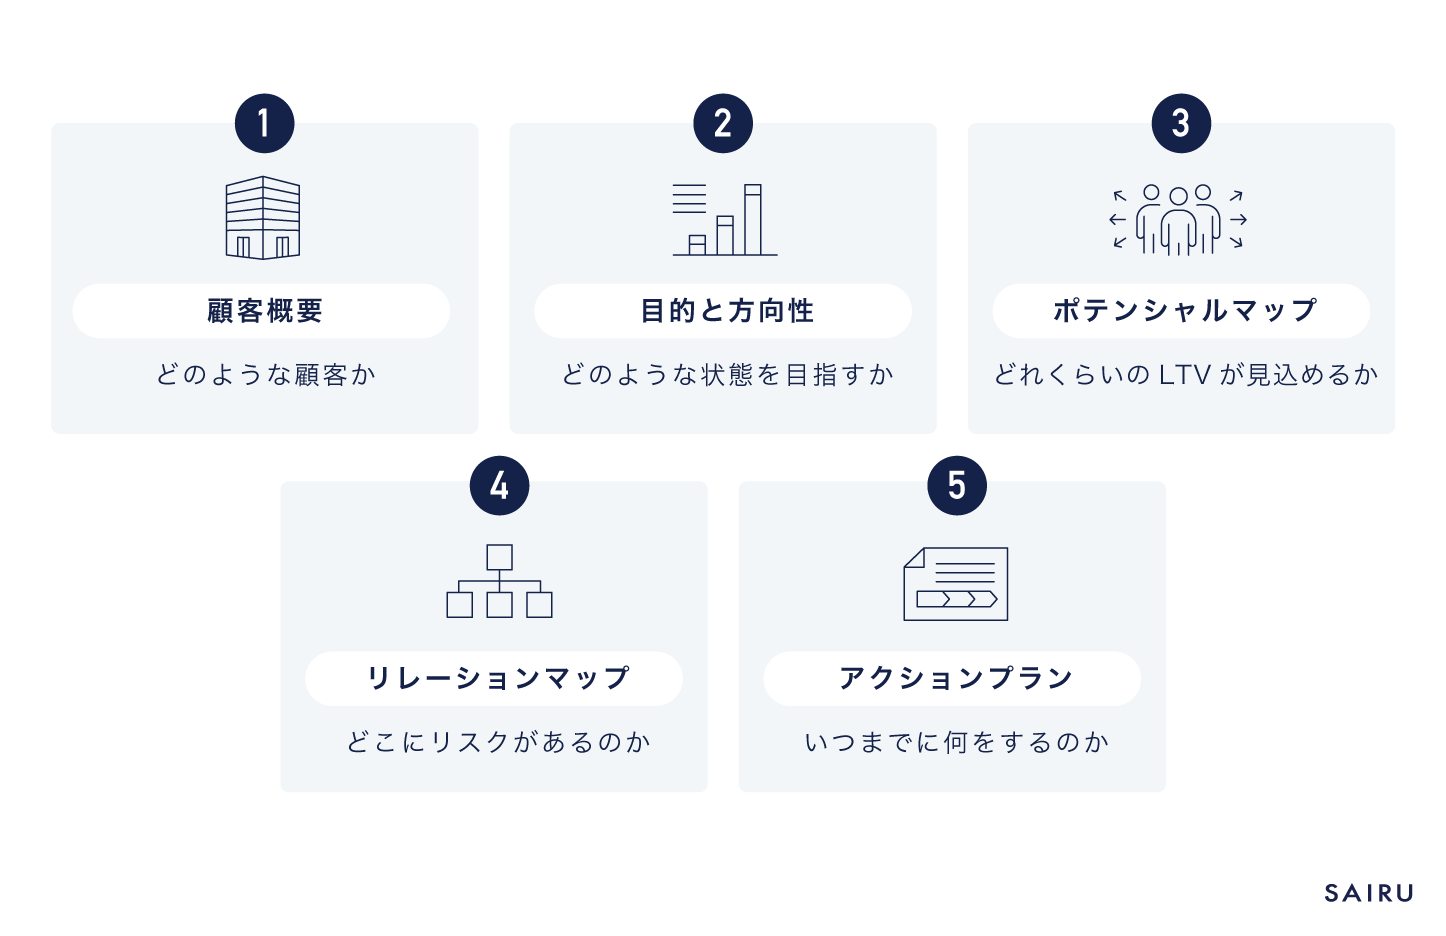 1
顧客概要
どのような顧客か
2
目的と方向性
どのような状態を目指すか
3
ポテンシャルマップ
どれくらいの LTV が見込めるか
4
リレーションマップ
どこにリスクがあるのか
5
アクションプラン
いつまでに何をするのか
SAIRU